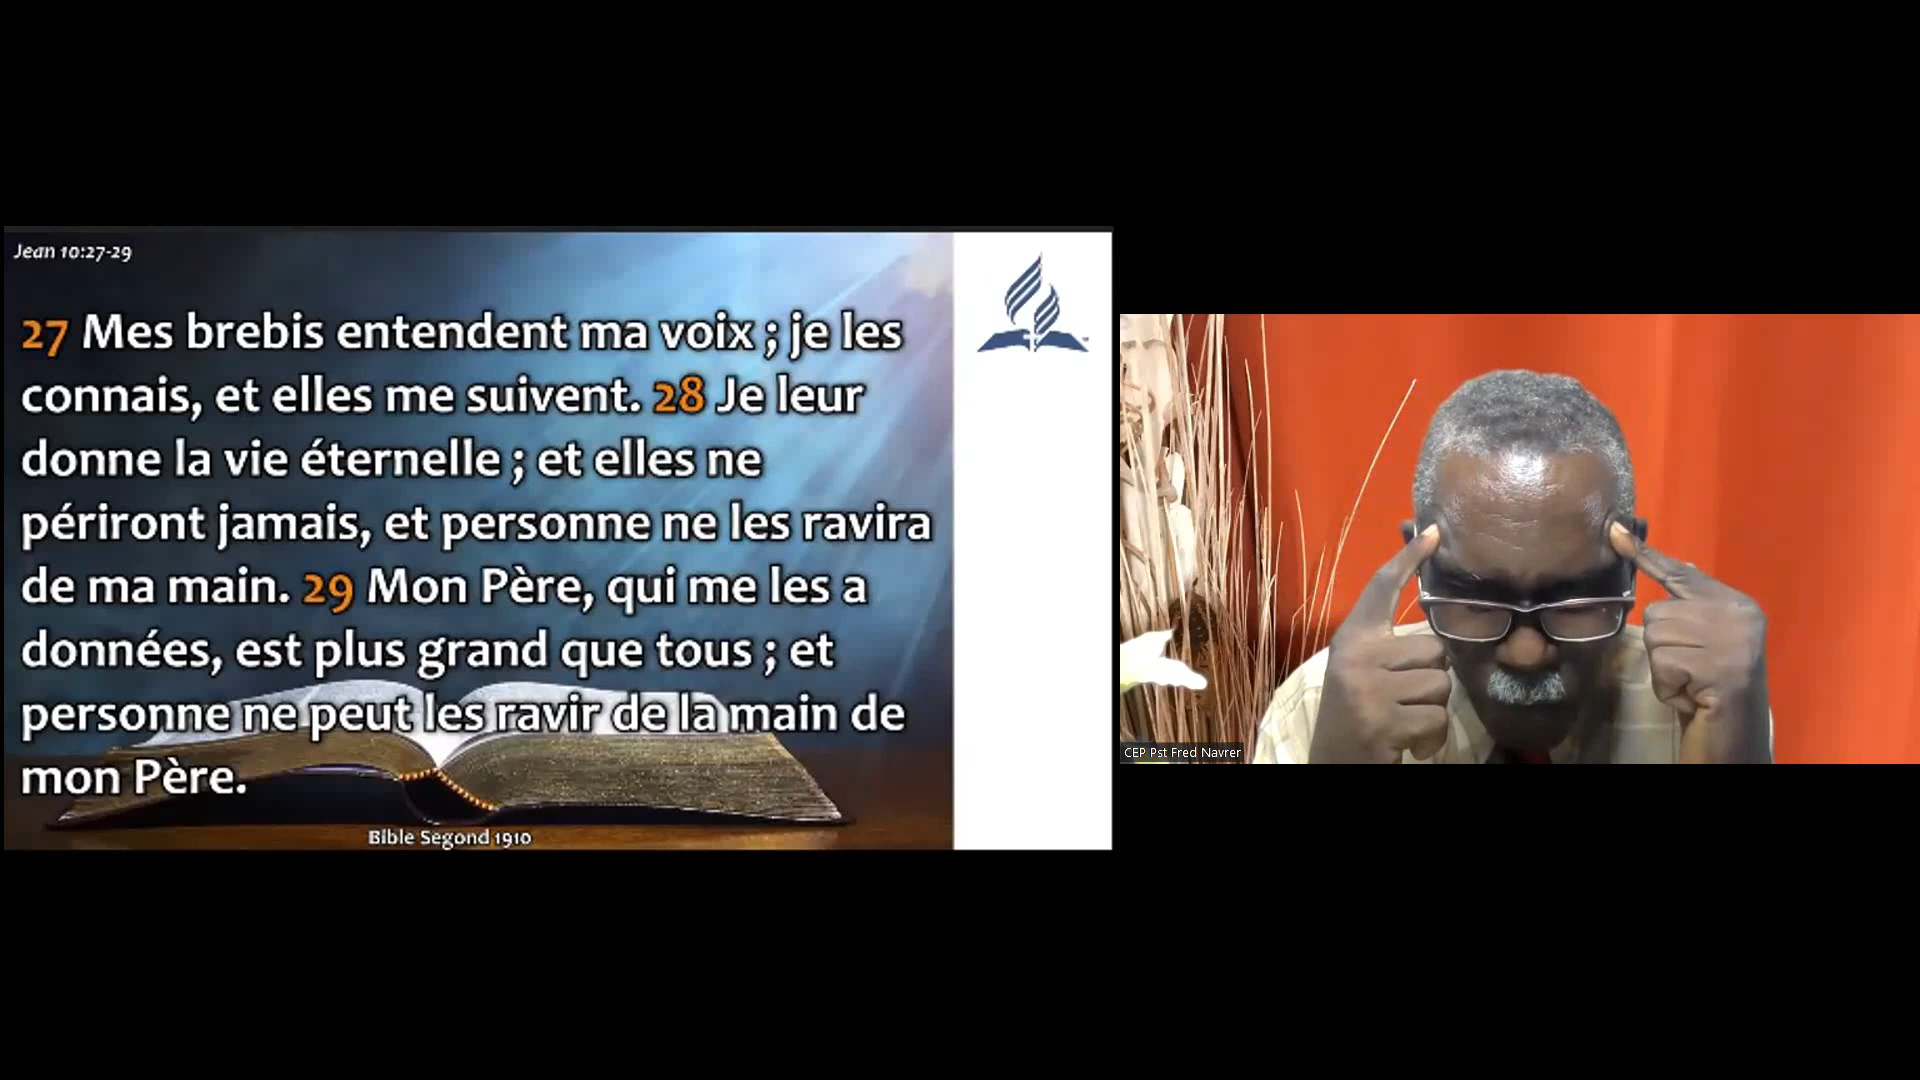 Jean 10:27-29
27 Mes brebis entendent ma voix ; je les
connais, et elles me suivent. 28 Je leur
donne la vie éternelle ; et elles ne
périront jamais, et personne ne les ravira
de ma main. 29 Mon Père, qui me les a
données, est plus grand que tous ; et
personne ne peut les ravir de la main de
mon Père.
Bible Segond 1910
CEP Pst Fred Navrer